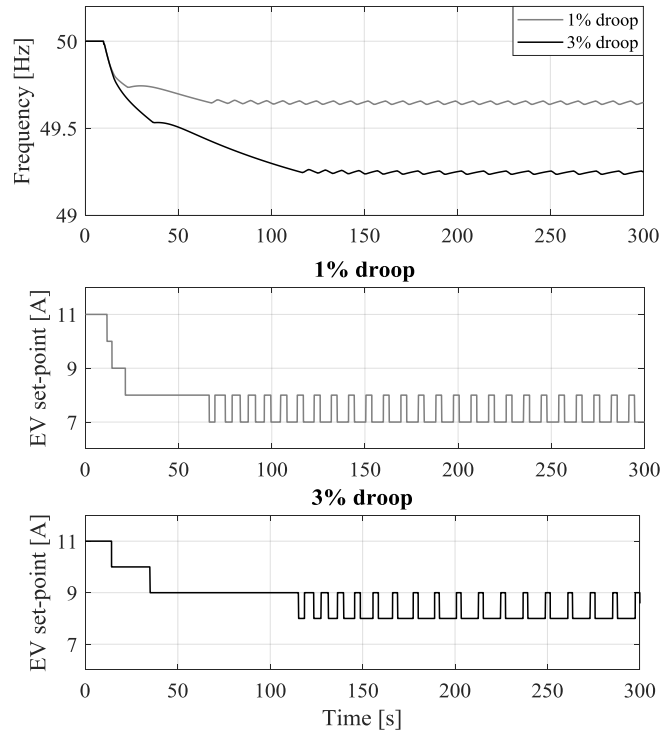 1% droop
3% droop
Frequency [Hz]
50
49.5
49
0 50 100 150 200 250 300
1% droop
EV set-point [A]
11
9
7
0 50 100 150 200 250 300
3% droop
EV set-point [A]
11
9
7
0 50 100 150 200 250 300
Time [s]